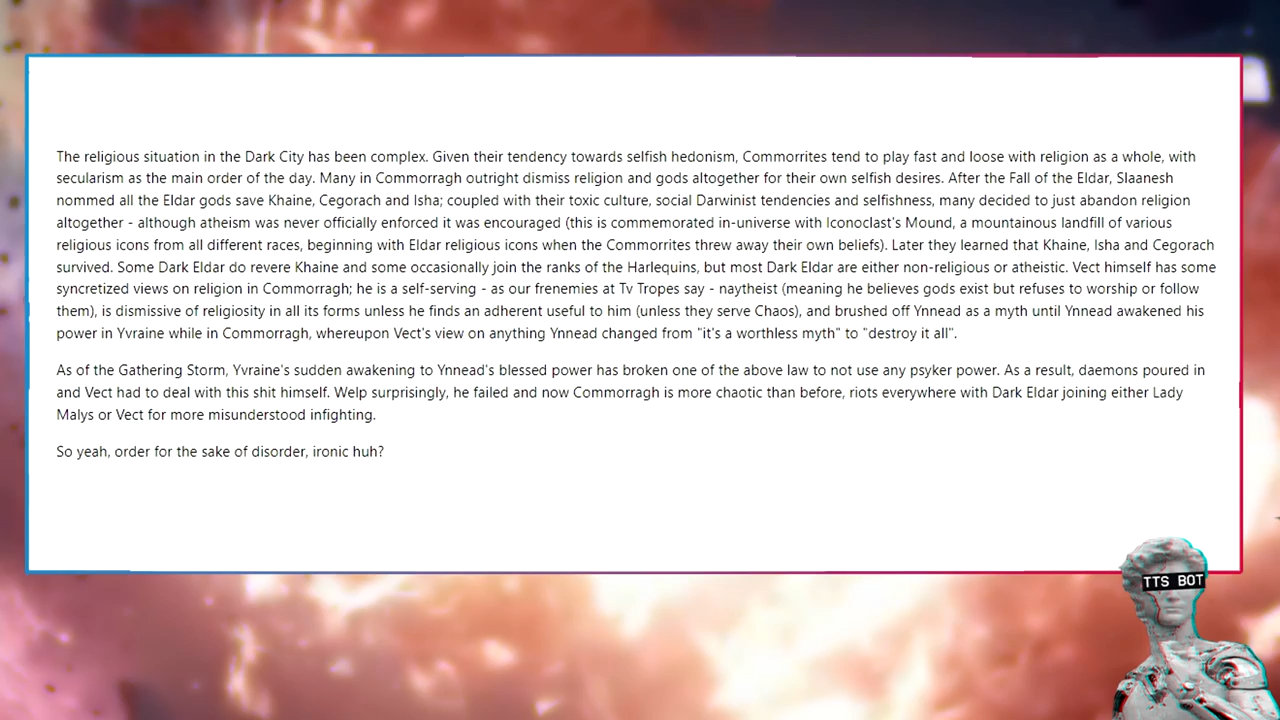 The religious situation in the Dark City has been complex. Given their tendency towards selfish hedonism, Commorrites tend to play fast and loose with religion as a whole, with
secularism as the main order of the day. Many in Commorragh outright dismiss religion and gods altogether for their own selfish desires. After the Fall of the Eldar, Slaanesh
nommed all the Eldar gods save Khaine, Cegorach and Isha; coupled with their toxic culture, social Darwinist tendencies and selfishness, many decided to just abandon religion
altogether - although atheism was never officially enforced it was encouraged (this is commemorated in-universe with Iconoclast's Mound, a mountainous landfill of various
religious icons from all different races, beginning with Eldar religious icons when the Commorrites threw away their own beliefs). Later they learned that Khaine, Isha and Cegorach
survived. Some Dark Eldar do revere Khaine and some occasionally join the ranks of the Harlequins, but most Dark Eldar are either non-religious or atheistic. Vect himself has some
syncretized views on religion in Commorragh; he is a self-serving - as our frenemies at Tv Tropes say - naytheist (meaning he believes gods exist but refuses to worship or follow
them), is dismissive of religiosity in all its forms unless he finds an adherent useful to him (unless they serve Chaos), and brushed off Ynnead as a myth until Ynnead awakened his
power in Yvraine while in Commorragh, whereupon Vect's view on anything Ynnead changed from "it's a worthless myth" to "destroy it all".
As of the Gathering Storm, Yvraine's sudden awakening to Ynnead's blessed power has broken one of the above law to not use any psyker power. As a result, daemons poured in
and Vect had to deal with this shit himself. Welp surprisingly, he failed and now Commorragh is more chaotic than before, riots everywhere with Dark Eldar joining either Lady
Malys or Vect for more misunderstood infighting.
So yeah, order for the sake of disorder, ironic huh?
TTS BOT